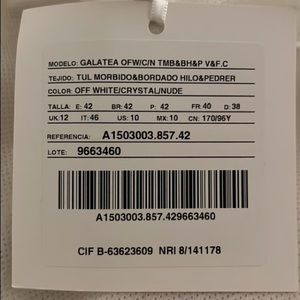 MODELO: GALATEA OFW/C/N TMB&BH&P V&F.C
TEJIDO: TUL MORBIDO&BORDADO HILO&PEDRER
COLOR: OFF WHITE/CRYSTAL/NUDE
TALLA: E: 42 BR: 42 P: 42 FR: 40 D: 38
UK:12 IT: 46 US: 10 MX: 10 CN: 170/96Y
REFERENCIA: A1503003.857.42
LOTE: 9663460
A1503003.857.429663460
CIF B-63623609 NRI 8/141178